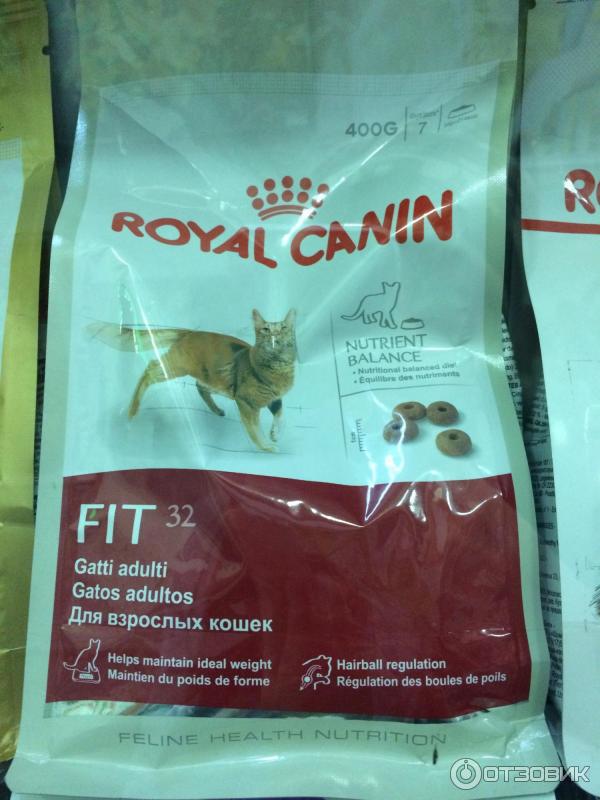 400G 7
ROYAL CANIN
R
NUTRIENT
BALANCE
• Nutritional balanced diet
• Équilibre des nutriments
FIT 32
Gatti adulti
Gatos adultos
Для взрослых кошек
Helps maintain ideal weight
Maintien du poids de forme
Hairball regulation
Régulation des boules de poils
FELINE HEALTH NUTRITION
ОТЗОВИК